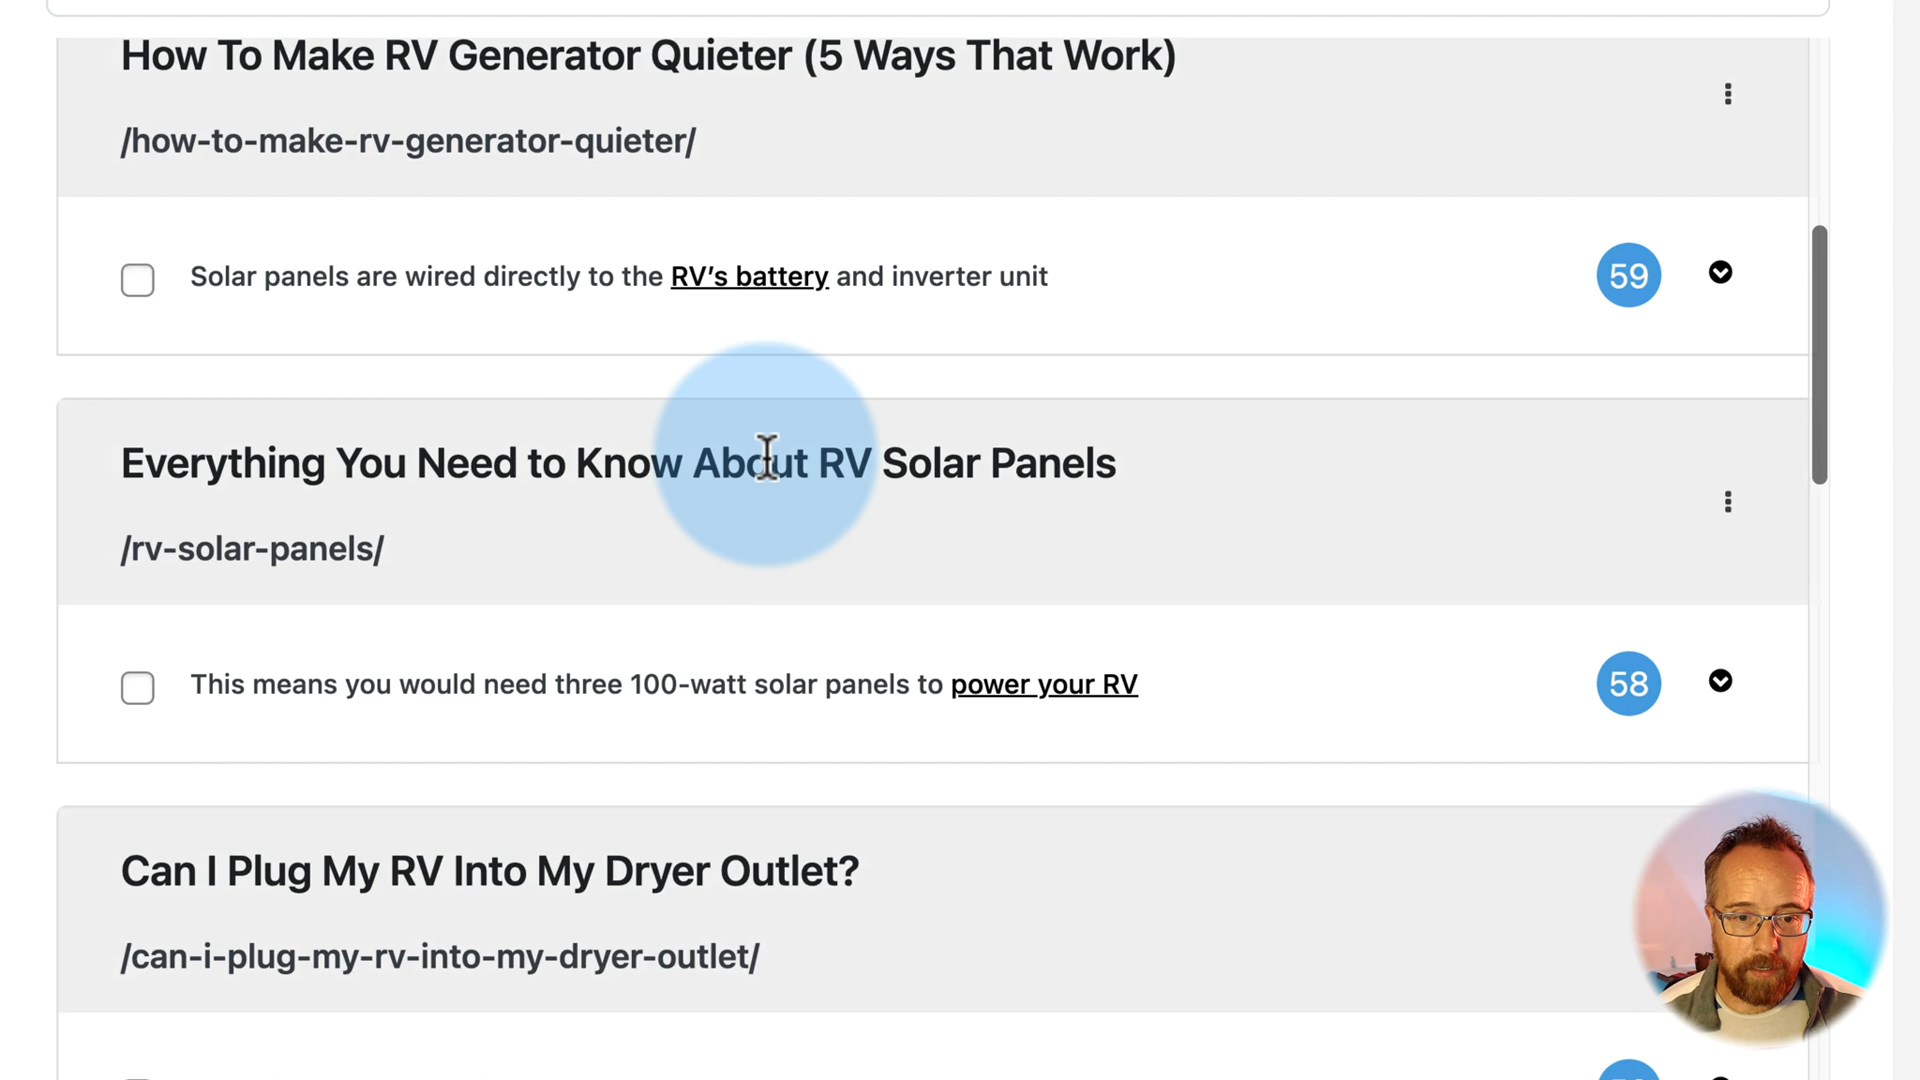 How To Make RV Generator Quieter (5 Ways That Work)
/how-to-make-rv-generator-quieter/
Solar panels are wired directly to the RV's battery and inverter unit
59
Everything You Need to Know About RV Solar Panels
/rv-solar-panels/
This means you would need three 100-watt solar panels to power your RV
58
Can I Plug My RV Into My Dryer Outlet?
/can-i-plug-my-rv-into-my-dryer-outlet/